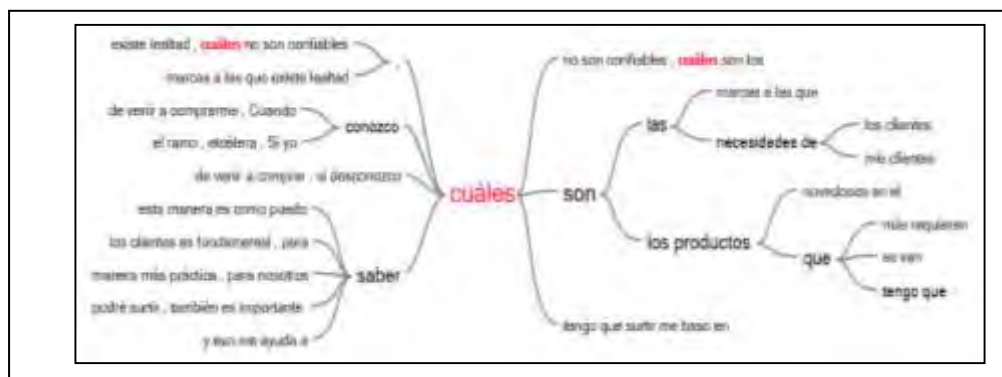 existe lealtad , cuáles no son confiables
,
marcas a las que existe lealtad
de venir a comprarme , Cuando
conozco
el ramo , etcétera , Si yo
de venir a comprar , si desconozco
esta manera es como puedo
los clientes es fundamental , para
manera más práctica , para nosotros
saber
podré surtir , también es importante
y eso me ayuda a
cuáles
no son confiables , cuáles son los
son
las
marcas a las que
necesidades de
los clientes
mis clientes
los productos
novedosos en el
que
más requieren
se van
tengo que
tengo que surtir me baso en